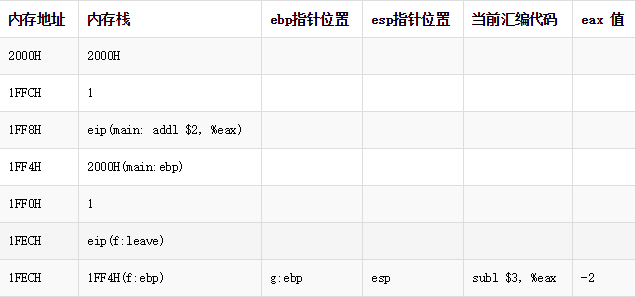 内存地址 内存栈 ebp指针位置 esp指针位置 当前汇编代码 eax 值
2000H 2000H
1FFCH 1
1FF8H eip(main: addl $2, %eax)
1FF4H 2000H(main:ebp)
1FF0H 1
1FECH eip(f:leave)
1FECH 1FF4H(f:ebp) g:ebp esp subl $3, %eax -2